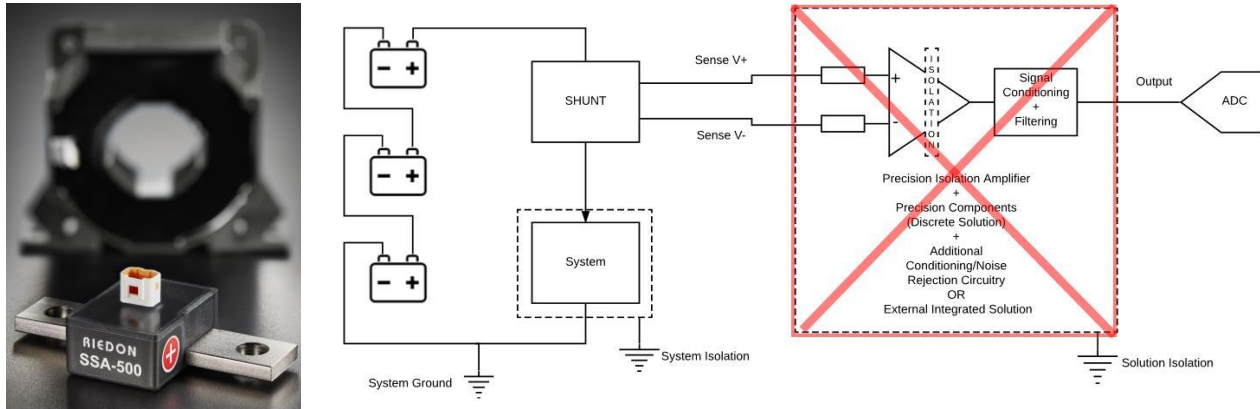 RIEDON
SSA-500
SHUNT
System
System Ground
System Isolation
Sense V+
Sense V-
ISOLATION
Signal
Conditioning
+
Filtering
Precision Isolation Amplifier
+
Precision Components
(Discrete Solution)
+
Additional
Conditioning/Noise
Rejection Circuitry
OR
External Integrated Solution
Output
ADC
Solution Isolation